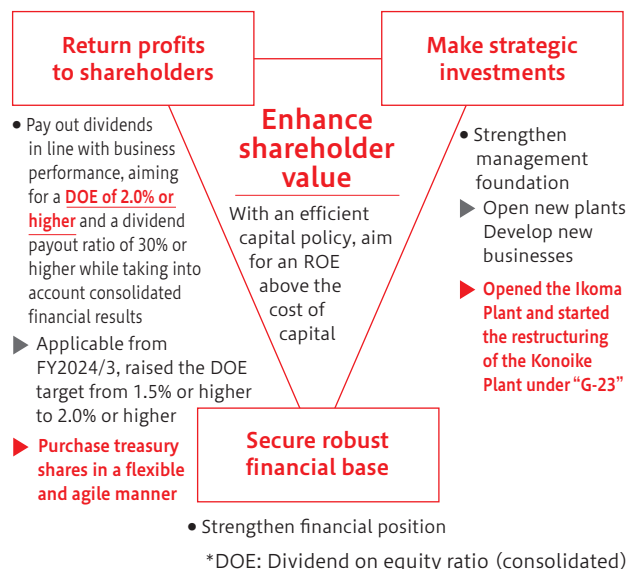 Return profits
to shareholders
• Pay out dividends
in line with business
performance, aiming
for a DOE of 2.0% or
higher and a dividend
payout ratio of 30% or
higher while taking into
account consolidated
financial results
▶ Applicable from
FY2024/3, raised the DOE
target from 1.5% or higher
to 2.0% or higher
▶ Purchase treasury
shares in a flexible
and agile manner
Enhance
shareholder
value
With an efficient
capital policy, aim
for an ROE
above the
cost of
capital
Make strategic
investments
• Strengthen
management
foundation
▶ Open new plants
Develop new
businesses
▶ Opened the Ikoma
Plant and started
the restructuring
of the Konoike
Plant under “G-23”
Secure robust
financial base
• Strengthen financial position
*DOE: Dividend on equity ratio (consolidated)